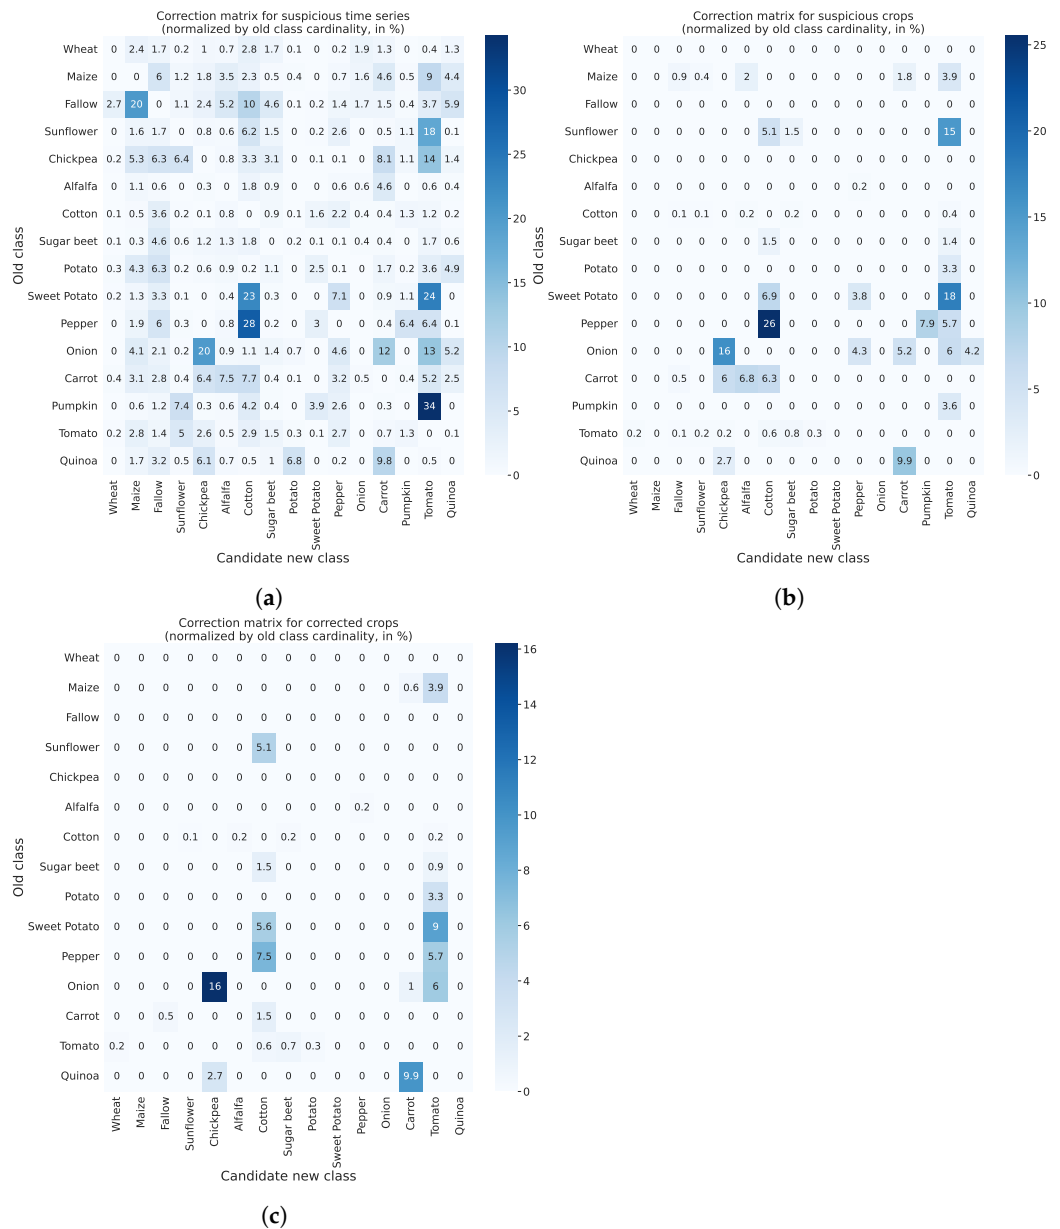 Correction matrix for suspicious time series
(normalized by old class cardinality, in %)
Wheat 0 2.4 1.7 0.2 1 0.7 2.8 1.7 0.1 0 0.2 1.9 1.3 0 0.4 1.3
Maize 0 0 6 1.2 1.8 3.5 2.3 0.5 0.4 0 0.7 1.6 4.6 0.5 9 4.4
Fallow 2.7 20 0 1.1 2.4 5.2 10 4.6 0.1 0.2 1.4 1.7 1.5 0.4 3.7 5.9
Sunflower 0 1.6 1.7 0 0.8 0.6 6.2 1.5 0 0.2 2.6 0 0.5 1.1 18 0.1
Chickpea 0.2 5.3 6.3 6.4 0 0.8 3.3 3.1 0 0.1 0.1 0 8.1 1.1 14 1.4
Alfalfa 0 1.1 0.6 0 0.3 0 1.8 0.9 0 0 0.6 0.6 4.6 0 0.6 0.4
Cotton 0.1 0.5 3.6 0.2 0.1 0.8 0 0.9 0.1 1.6 2.2 0.4 0.4 1.3 1.2 0.2
Sugar beet 0.1 0.3 4.6 0.6 1.2 1.3 1.8 0 0.2 0.1 0.1 0.4 0.4 0 1.7 0.6
Potato 0.3 4.3 6.3 0.2 0.6 0.9 0.2 1.1 0 2.5 0.1 0 1.7 0.2 3.6 4.9
Sweet Potato 0.2 1.3 3.3 0.1 0 0.4 23 0.3 0 0 7.1 0 0.9 1.1 24 0
Pepper 0 1.9 6 0.3 0 0.8 28 0.2 0 3 0 0 0.4 6.4 6.4 0.1
Onion 0 4.1 2.1 0.2 20 0.9 1.1 1.4 0.7 0 4.6 0 12 0 13 5.2
Carrot 0.4 3.1 2.8 0.4 6.4 7.5 7.7 0.4 0.1 0 3.2 0.5 0 0.4 5.2 2.5
Pumpkin 0 0.6 1.2 7.4 0.3 0.6 4.2 0.4 0 3.9 2.6 0 0.3 0 34 0
Tomato 0.2 2.8 1.4 5 2.6 0.5 2.9 1.5 0.3 0.1 2.7 0 0.7 1.3 0 0.1
Quinoa 0 1.7 3.2 0.5 6.1 0.7 0.5 1 6.8 0 0.2 0 9.8 0 0.5 0
Wheat Maize Fallow Sunflower Chickpea Alfalfa Cotton Sugar beet Potato Sweet Potato Pepper Onion Carrot Pumpkin Tomato Quinoa
Old class
Candidate new class
30
25
20
15
10
5
0
(a)
Correction matrix for suspicious crops
(normalized by old class cardinality, in %)
Wheat 0 0 0 0 0 0 0 0 0 0 0 0 0 0 0 0
Maize 0 0 0.9 0.4 0 2 0 0 0 0 0 0 1.8 0 3.9 0
Fallow 0 0 0 0 0 0 0 0 0 0 0 0 0 0 0 0
Sunflower 0 0 0 0 0 0 5.1 1.5 0 0 0 0 0 0 15 0
Chickpea 0 0 0 0 0 0 0 0 0 0 0 0 0 0 0 0
Alfalfa 0 0 0 0 0 0 0 0 0 0 0.2 0 0 0 0 0
Cotton 0 0 0.1 0.1 0 0.2 0 0.2 0 0 0 0 0 0 0.4 0
Sugar beet 0 0 0 0 0 0 1.5 0 0 0 0 0 0 0 1.4 0
Potato 0 0 0 0 0 0 0 0 0 0 0 0 0 0 3.3 0
Sweet Potato 0 0 0 0 0 0 6.9 0 0 0 3.8 0 0 0 18 0
Pepper 0 0 0 0 0 0 26 0 0 0 0 0 0 7.9 5.7 0
Onion 0 0 0 0 16 0 0 0 0 0 4.3 0 5.2 0 6 4.2
Carrot 0 0 0.5 0 6 6.8 6.3 0 0 0 0 0 0 0 0 0
Pumpkin 0 0 0 0 0 0 0 0 0 0 0 0 0 0 3.6 0
Tomato 0.2 0 0.1 0.2 0.2 0 0.6 0.8 0.3 0 0 0 0 0 0 0
Quinoa 0 0 0 0 2.7 0 0 0 0 0 0 0 9.9 0 0 0
Wheat Maize Fallow Sunflower Chickpea Alfalfa Cotton Sugar beet Potato Sweet Potato Pepper Onion Carrot Pumpkin Tomato Quinoa
Old class
Candidate new class
25
20
15
10
5
0
(b)
Correction matrix for corrected crops
(normalized by old class cardinality, in %)
Wheat 0 0 0 0 0 0 0 0 0 0 0 0 0 0 0
Maize 0 0 0 0 0 0 0 0 0 0 0 0 0.6 3.9 0
Fallow 0 0 0 0 0 0 0 0 0 0 0 0 0 0 0
Sunflower 0 0 0 0 0 0 5.1 0 0 0 0 0 0 0 0
Chickpea 0 0 0 0 0 0 0 0 0 0 0 0 0 0 0
Alfalfa 0 0 0 0 0 0 0 0 0 0 0.2 0 0 0 0
Cotton 0 0 0 0.1 0 0.2 0 0.2 0 0 0 0 0 0.2 0
Sugar beet 0 0 0 0 0 0 1.5 0 0 0 0 0 0 0.9 0
Potato 0 0 0 0 0 0 0 0 0 0 0 0 0 3.3 0
Sweet Potato 0 0 0 0 0 0 5.6 0 0 0 0 0 0 9 0
Pepper 0 0 0 0 0 0 7.5 0 0 0 0 0 0 5.7 0
Onion 0 0 0 0 16 0 0 0 0 0 0 0 1 6 0
Carrot 0 0 0.5 0 0 0 1.5 0 0 0 0 0 0 0 0
Tomato 0.2 0 0 0 0 0 0.6 0.7 0.3 0 0 0 0 0 0
Quinoa 0 0 0 0 2.7 0 0 0 0 0 0 0 9.9 0 0
Wheat Maize Fallow Sunflower Chickpea Alfalfa Cotton Sugar beet Potato Sweet Potato Pepper Onion Carrot Tomato Quinoa
Old class
Candidate new class
16
14
12
10
8
6
4
2
0
(c)